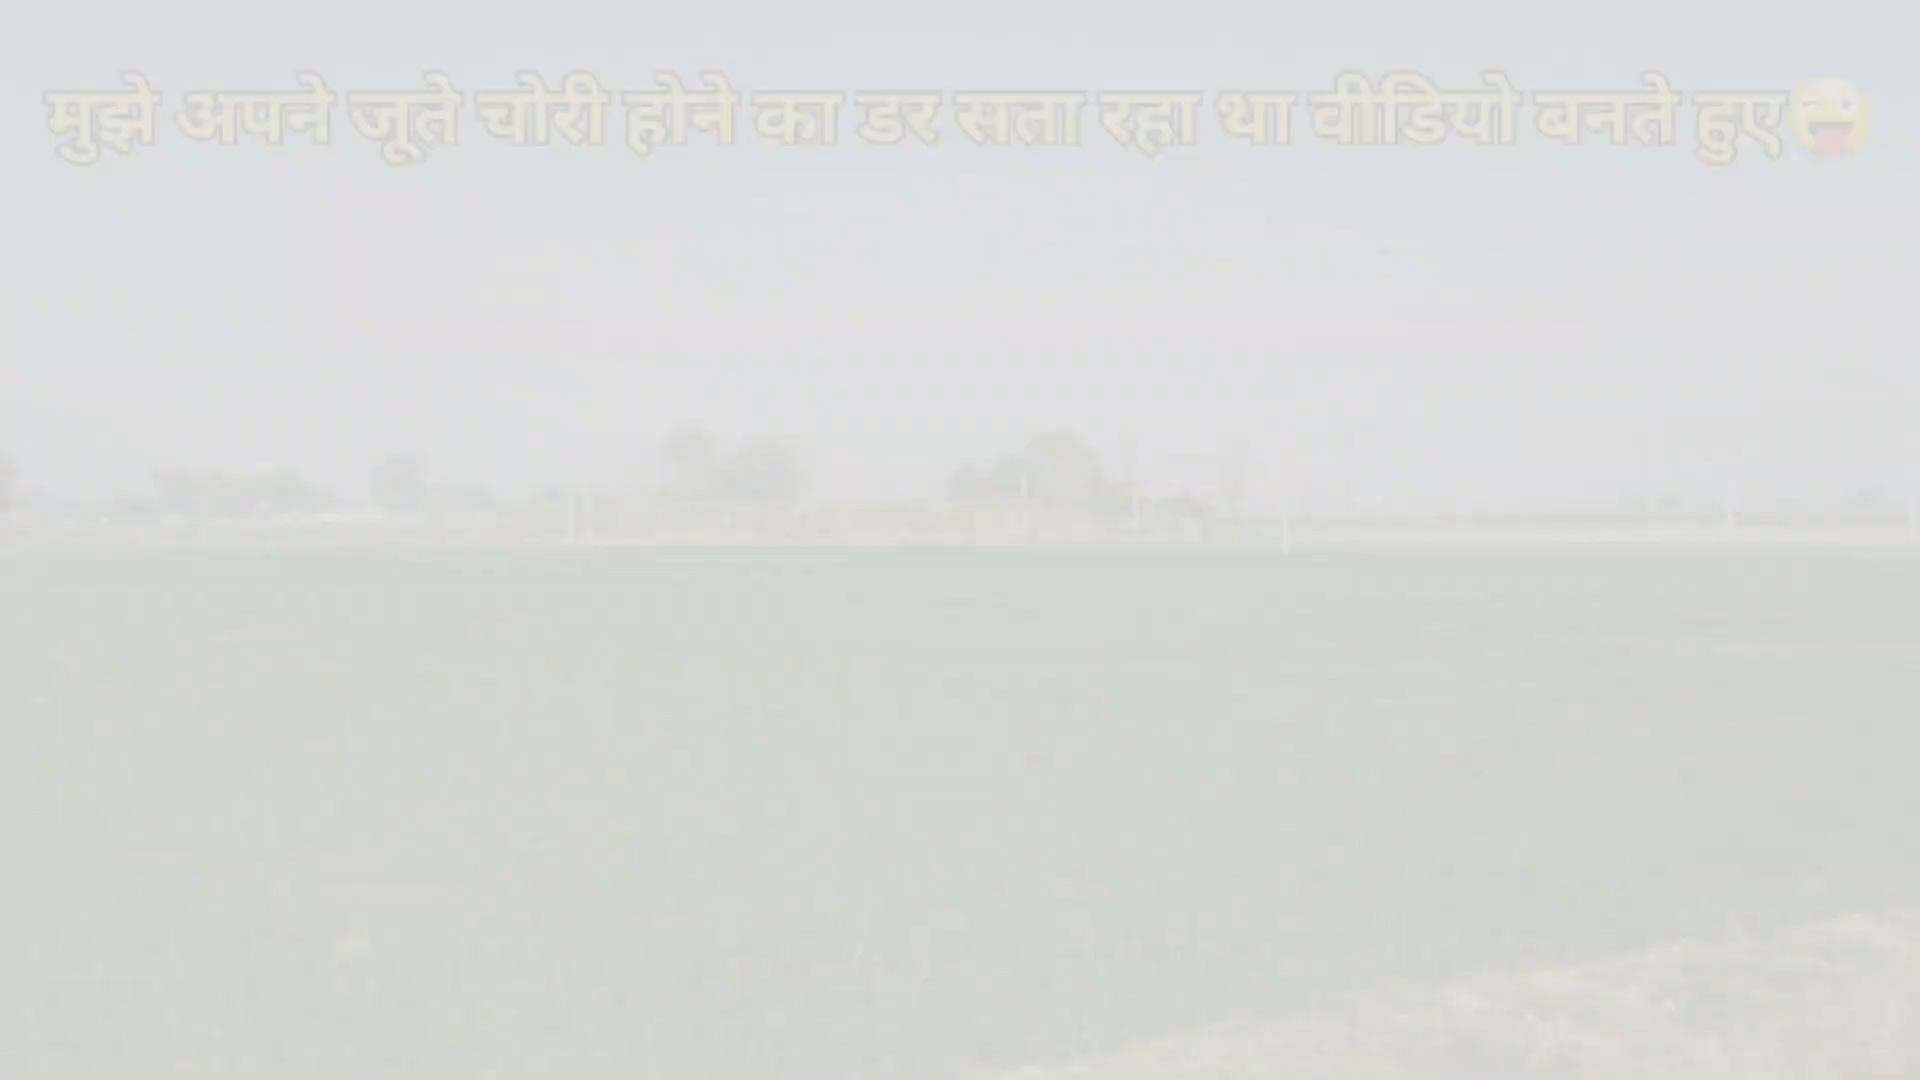 मुझे अपने जूते चोरी होने का डर सता रहा था वीडियो बनते हुए😜